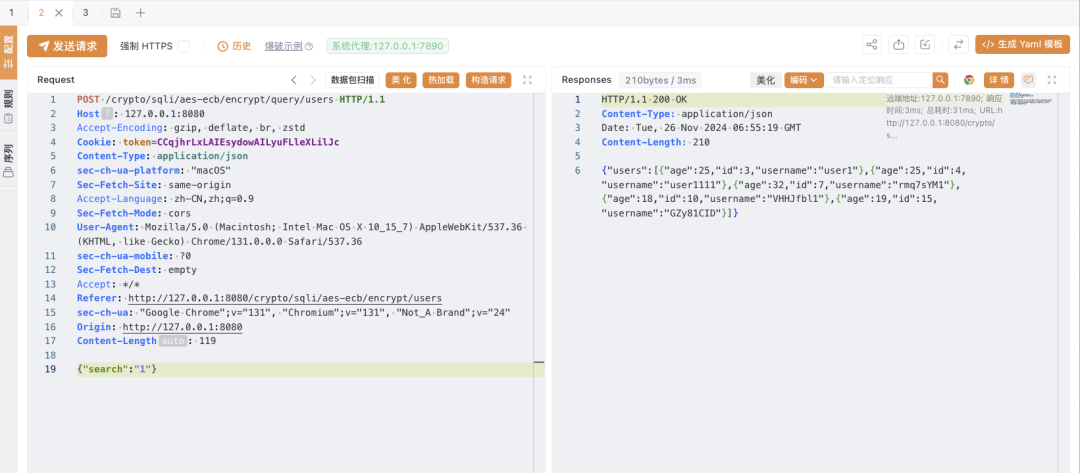 1
2
3
配置
规则
序列
发送请求
强制 HTTPS
历史
爆破示例
系统代理:127.0.0.1:7890
生成 Yaml 模板
Request
数据包扫描
美化
热加载
构造请求
1 POST /crypto/sqli/aes-ecb/encrypt/query/users HTTP/1.1
2 Host ? : 127.0.0.1:8080
3 Accept-Encoding: gzip, deflate, br, zstd
4 Cookie: token=CCqjhrLxLAIEsydowAILyuFLleXLilJc
5 Content-Type: application/json
6 sec-ch-ua-platform: "macOS"
7 Sec-Fetch-Site: same-origin
8 Accept-Language: zh-CN,zh;q=0.9
9 Sec-Fetch-Mode: cors
10 User-Agent: Mozilla/5.0 (Macintosh; Intel Mac OS X 10_15_7) AppleWebKit/537.36
(KHTML, like Gecko) Chrome/131.0.0.0 Safari/537.36
11 sec-ch-ua-mobile: ?0
12 Sec-Fetch-Dest: empty
13 Accept: */*
14 Referer: http://127.0.0.1:8080/crypto/sqli/aes-ecb/encrypt/users
15 sec-ch-ua: "Google Chrome";v="131", "Chromium";v="131", "Not_A Brand";v="24"
16 Origin: http://127.0.0.1:8080
17 Content-Length auto : 119
18
19 {"search":"1"}
Responses
210bytes / 3ms
美化
编码
请输入定位响应
详情
1 HTTP/1.1 200 OK
2 Content-Type: application/json
3 Date: Tue, 26 Nov 2024 06:55:19 GMT
4 Content-Length: 210
5
6 {"users":[{"age":25,"id":3,"username":"user1"},{"age":25,"id":4,
"username":"user1111"},{"age":32,"id":7,"username":"rmq7sYM1"},
{"age":18,"id":10,"username":"VHHJfbl1"},{"age":19,"id":15,
"username":"GZy81CID"}]}
远端地址:127.0.0.1:7890; 响应
时间:3ms; 总耗时:31ms; URL:h
ttp://127.0.0.1:8080/crypto/
s...